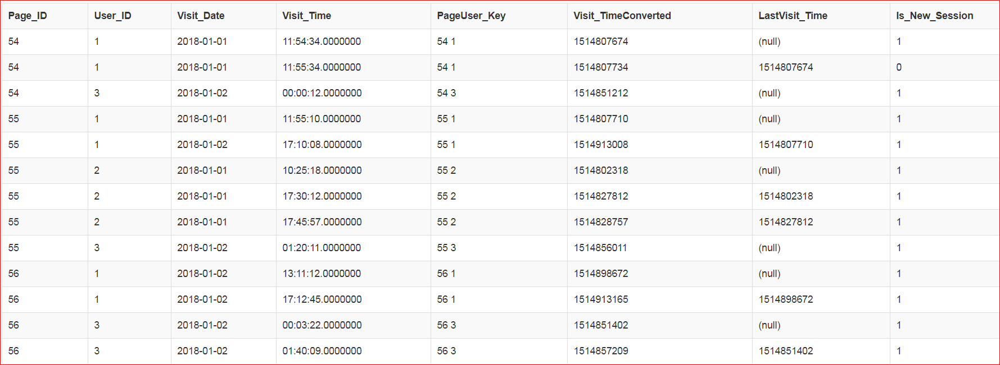 Page_ID User_ID Visit_Date Visit_Time PageUser_Key Visit_TimeConverted LastVisit_Time Is_New_Session
54 1 2018-01-01 11:54:34.0000000 54 1 1514807674 (null) 1
54 1 2018-01-01 11:55:34.0000000 54 1 1514807734 1514807674 0
54 3 2018-01-02 00:00:12.0000000 54 3 1514851212 (null) 1
55 1 2018-01-01 11:55:10.0000000 55 1 1514807710 (null) 1
55 1 2018-01-02 17:10:08.0000000 55 1 1514913008 1514807710 1
55 2 2018-01-01 10:25:18.0000000 55 2 1514802318 (null) 1
55 2 2018-01-01 17:30:12.0000000 55 2 1514827812 1514802318 1
55 2 2018-01-01 17:45:57.0000000 55 2 1514828757 1514827812 1
55 3 2018-01-02 01:20:11.0000000 55 3 1514856011 (null) 1
56 1 2018-01-02 13:11:12.0000000 56 1 1514898672 (null) 1
56 1 2018-01-02 17:12:45.0000000 56 1 1514913165 1514898672 1
56 3 2018-01-02 00:03:22.0000000 56 3 1514851402 (null) 1
56 3 2018-01-02 01:40:09.0000000 56 3 1514857209 1514851402 1